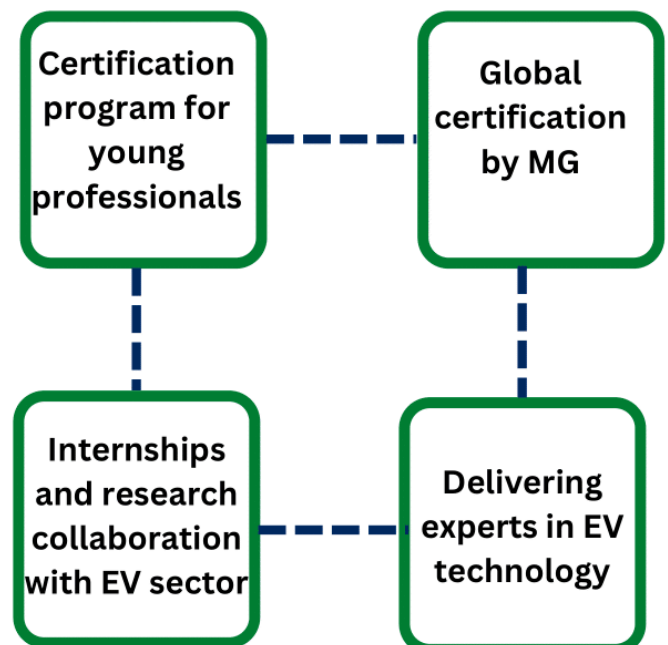 Certification
program for
young
professionals
Global
certification
by MG
Internships
and research
collaboration
with EV sector
Delivering
experts in EV
technology